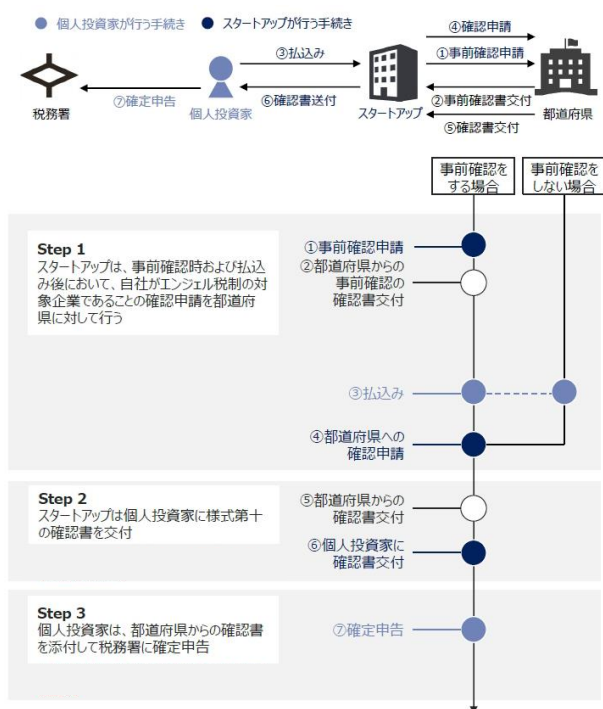 個人投資家が行う手続き
スタートアップが行う手続き
④確認申請
③払込み
①事前確認申請
⑦確定申告
⑥確認書送付
②事前確認書交付
税務署
個人投資家
スタートアップ
都道府県
⑤確認書交付
事前確認を
する場合
事前確認を
しない場合
Step 1
スタートアップは、事前確認時および払込
み後において、自社がエンジェル税制の対
象企業であることの確認申請を都道府
県に対して行う
①事前確認申請
②都道府県からの
事前確認の
確認書交付
③払込み
④都道府県への
確認申請
Step 2
スタートアップは個人投資家に様式第十
の確認書を交付
⑤都道府県からの
確認書交付
⑥個人投資家に
確認書交付
Step 3
個人投資家は、都道府県からの確認書
を添付して税務署に確定申告
⑦確定申告